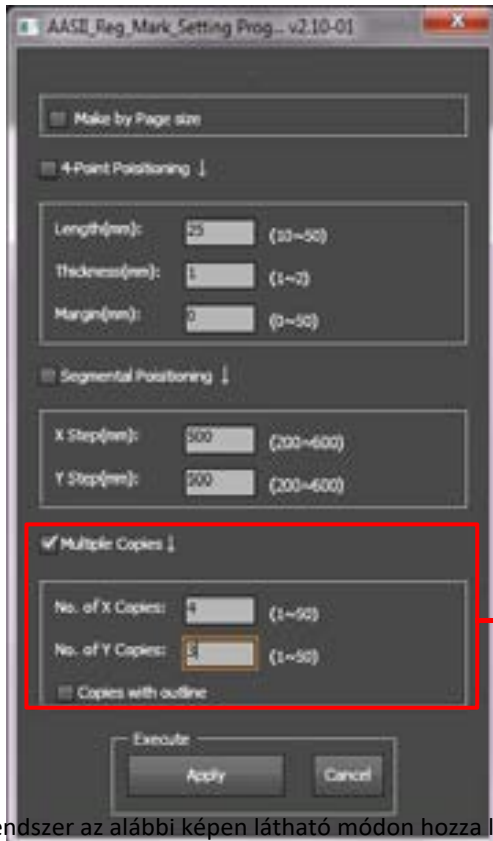 AASII_Reg_Mark_Setting Prog... v2.10-01
Make by Page size
4-Point Poisitioning ↓
Length(mm): 25 (10~50)
Thickness(mm): 1 (1~2)
Margin(mm): (0~50)
Segmental Poisitioning ↓
X Step(mm): 500 (200~600)
Y Step(mm): 500 (200~600)
Multiple Copies ↓
No. of X Copies: 4 (1~50)
No. of Y Copies: (1~50)
Copies with outline
Execute
Apply Cancel
endszer az alábbi képen látható módon hozza l